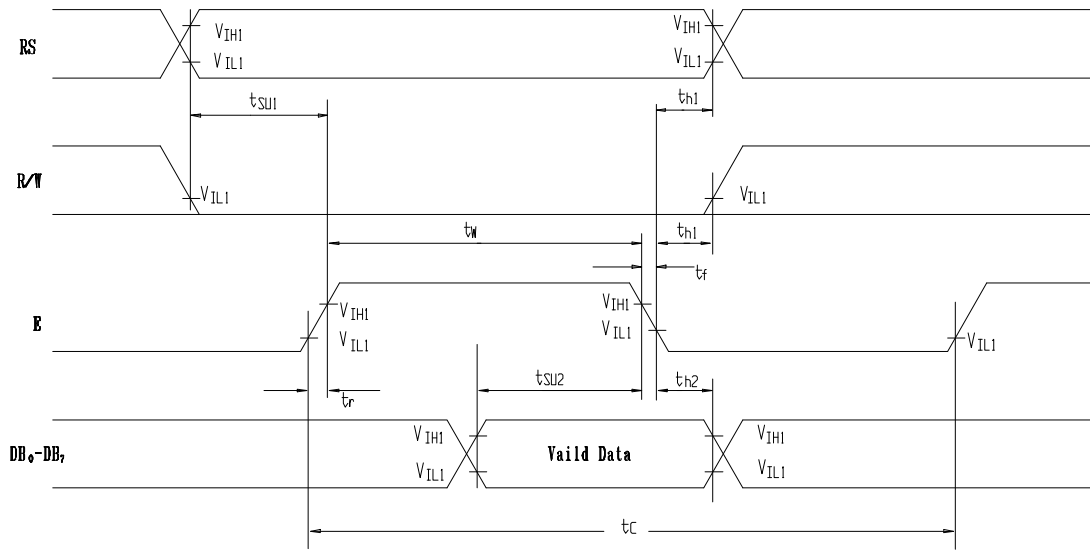 RS
VIH1
VIL1
VIH1
VIL1
tSU1
th1
R/W
VIL1
VIL1
tW
th1
tf
E
VIH1
VIL1
VIH1
VIL1
VIL1
tr
tSU2
th2
DB₀-DB₇
VIH1
VIL1
Vaild Data
VIH1
VIL1
tC